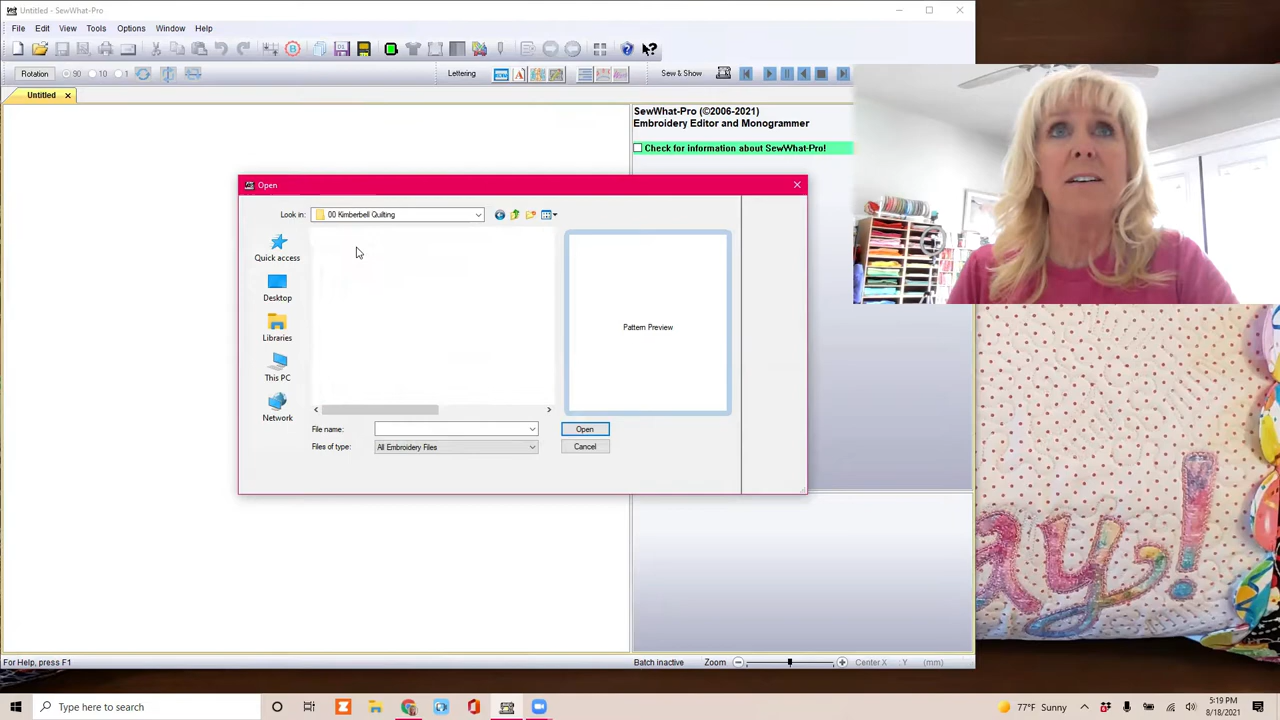 Untitled - SewWhat-Pro
File Edit View Tools Options Window Help
Rotation 90 10 1 Lettering Sew & Show
Untitled
SewWhat-Pro (©2006-2021)
Embroidery Editor and Monogrammer
Check for information about SewWhat-Pro!
Open
Look in: 00 Kimberbell Quilting
Quick access
Desktop
Libraries
This PC
Network
Pattern Preview
File name:
Open
Files of type: All Embroidery Files
Cancel
ay!
For Help, press F1
Batch inactive Zoom Center X : Y (mm)
Type here to search
77°F Sunny
5:19 PM
8/18/2021